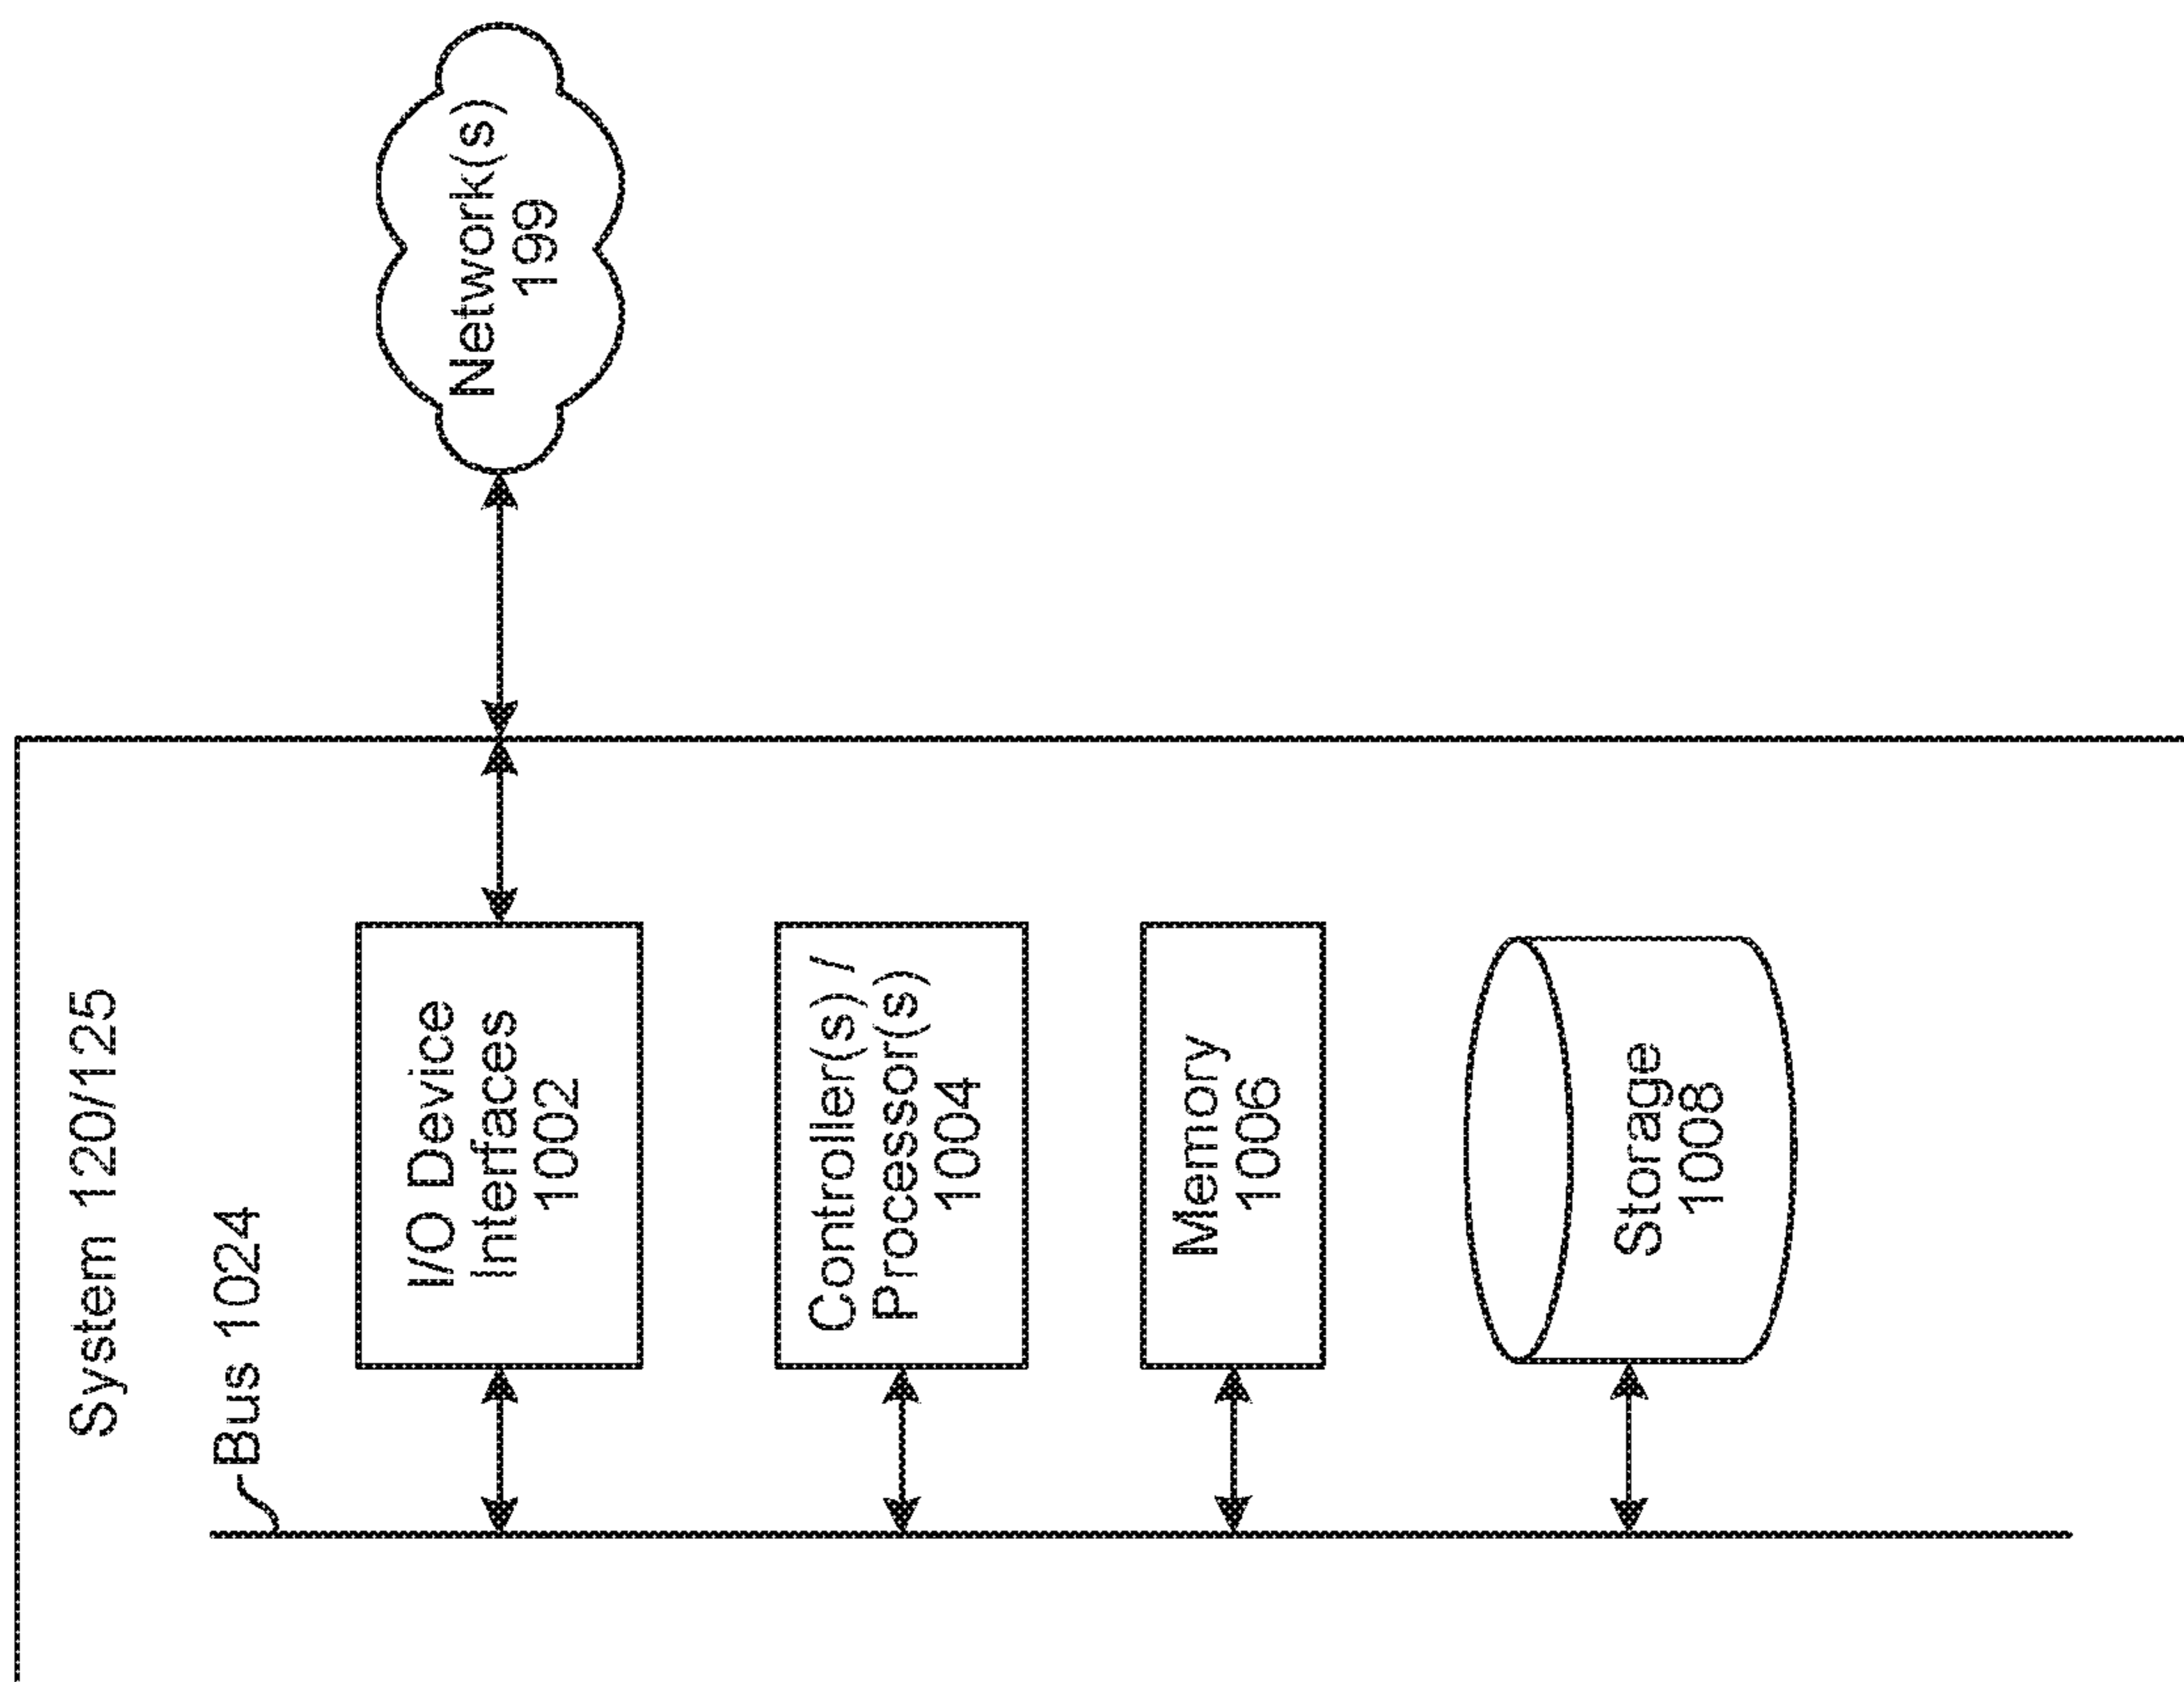 System 120/125
Bus 1024
I/O Device
Interfaces
1002
Network(s)
199
Controller(s) /
Processor(s)
1004
Memory
1006
Storage
1008